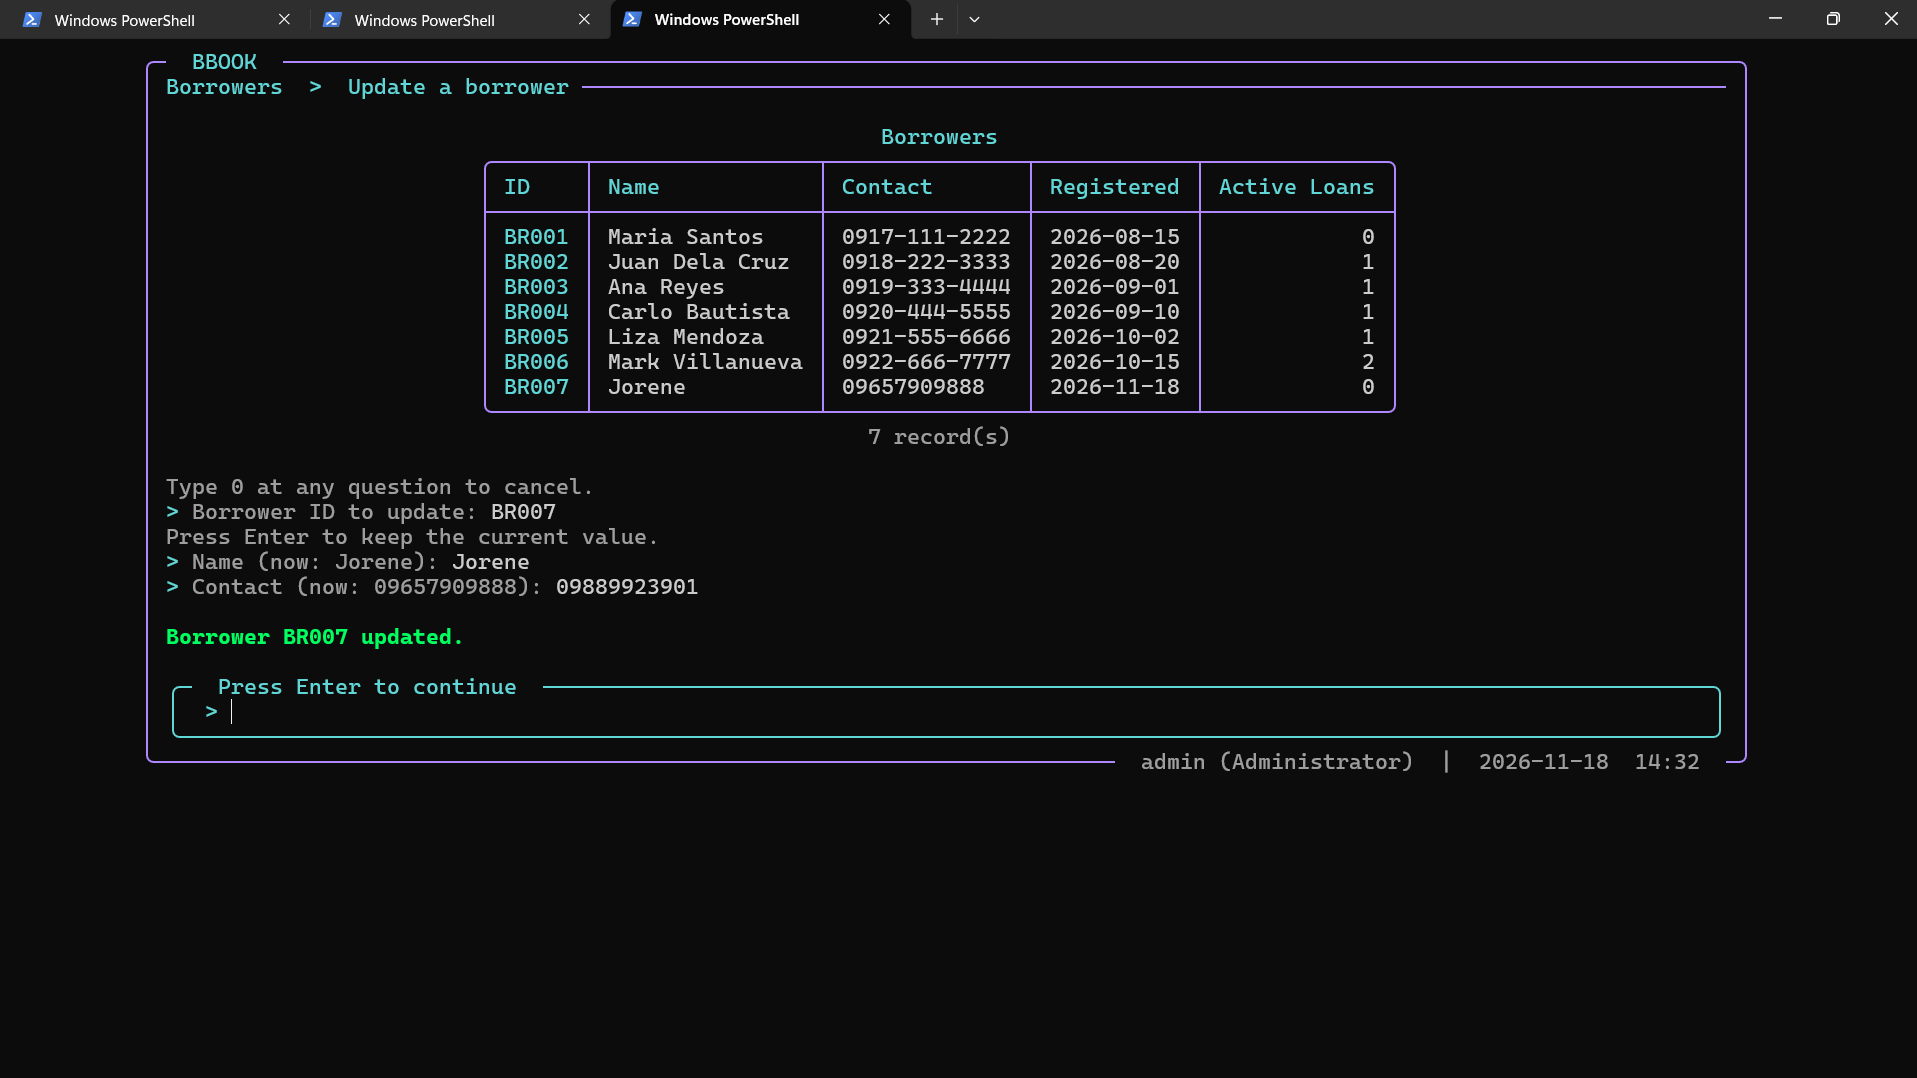 Windows PowerShell Windows PowerShell Windows PowerShell
BBOOK
Borrowers > Update a borrower
Borrowers
ID Name Contact Registered Active Loans
BR001 Maria Santos 0917-111-2222 2026-08-15 0
BR002 Juan Dela Cruz 0918-222-3333 2026-08-20 1
BR003 Ana Reyes 0919-333-4444 2026-09-01 1
BR004 Carlo Bautista 0920-444-5555 2026-09-10 1
BR005 Liza Mendoza 0921-555-6666 2026-10-02 1
BR006 Mark Villanueva 0922-666-7777 2026-10-15 2
BR007 Jorene 09657909888 2026-11-18 0
7 record(s)
Type 0 at any question to cancel.
> Borrower ID to update: BR007
Press Enter to keep the current value.
> Name (now: Jorene): Jorene
> Contact (now: 09657909888): 09889923901
Borrower BR007 updated.
Press Enter to continue
>
admin (Administrator) | 2026-11-18 14:32